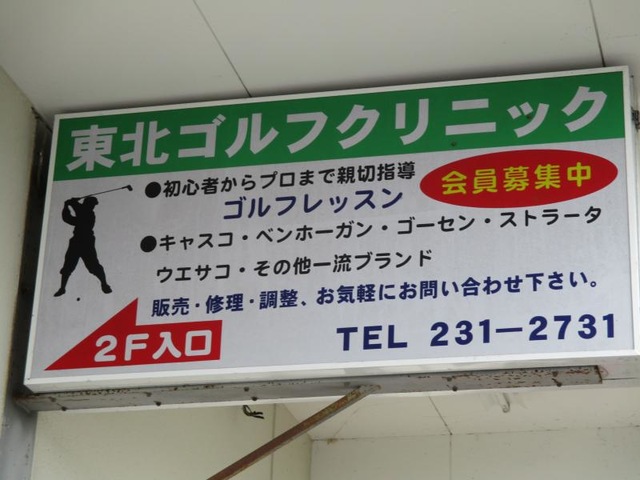 東北ゴルフクリニック
●初心者からプロまで親切指導
ゴルフレッスン
会員募集中
●キャスコ・ベンホーガン・ゴーセン・ストラータ
ウエサコ・その他一流ブランド
販売・修理・調整、お気軽にお問い合わせ下さい。
2F入口
TEL 231-2731